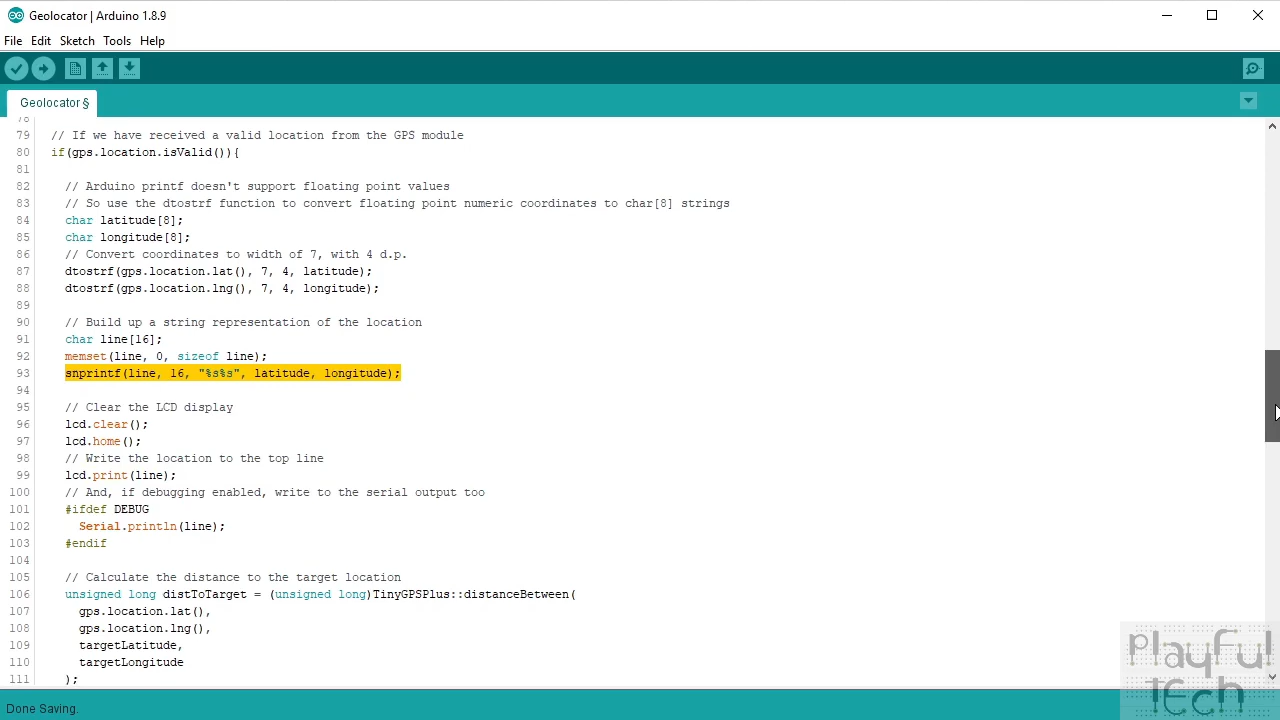 Geolocator | Arduino 1.8.9
File Edit Sketch Tools Help
Geolocator §
78
79 // If we have received a valid location from the GPS module
80 if(gps.location.isValid()){
81
82 // Arduino printf doesn't support floating point values
83 // So use the dtostrf function to convert floating point numeric coordinates to char[8] strings
84 char latitude[8];
85 char longitude[8];
86 // Convert coordinates to width of 7, with 4 d.p.
87 dtostrf(gps.location.lat(), 7, 4, latitude);
88 dtostrf(gps.location.lng(), 7, 4, longitude);
89
90 // Build up a string representation of the location
91 char line[16];
92 memset(line, 0, sizeof line);
93 snprintf(line, 16, "%s%s", latitude, longitude);
94
95 // Clear the LCD display
96 lcd.clear();
97 lcd.home();
98 // Write the location to the top line
99 lcd.print(line);
100 // And, if debugging enabled, write to the serial output too
101 #ifdef DEBUG
102 Serial.println(line);
103 #endif
104
105 // Calculate the distance to the target location
106 unsigned long distToTarget = (unsigned long)TinyGPSPlus::distanceBetween(
107 gps.location.lat(),
108 gps.location.lng(),
109 targetLatitude,
110 targetLongitude
111 );
Done Saving.
playful
tech